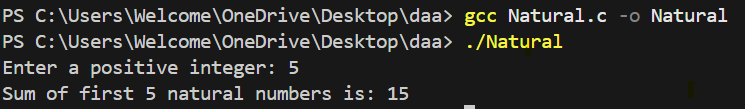 PS C:\Users\Welcome\OneDrive\Desktop\daa> gcc Natural.c -o Natural
PS C:\Users\Welcome\OneDrive\Desktop\daa> ./Natural
Enter a positive integer: 5
Sum of first 5 natural numbers is: 15